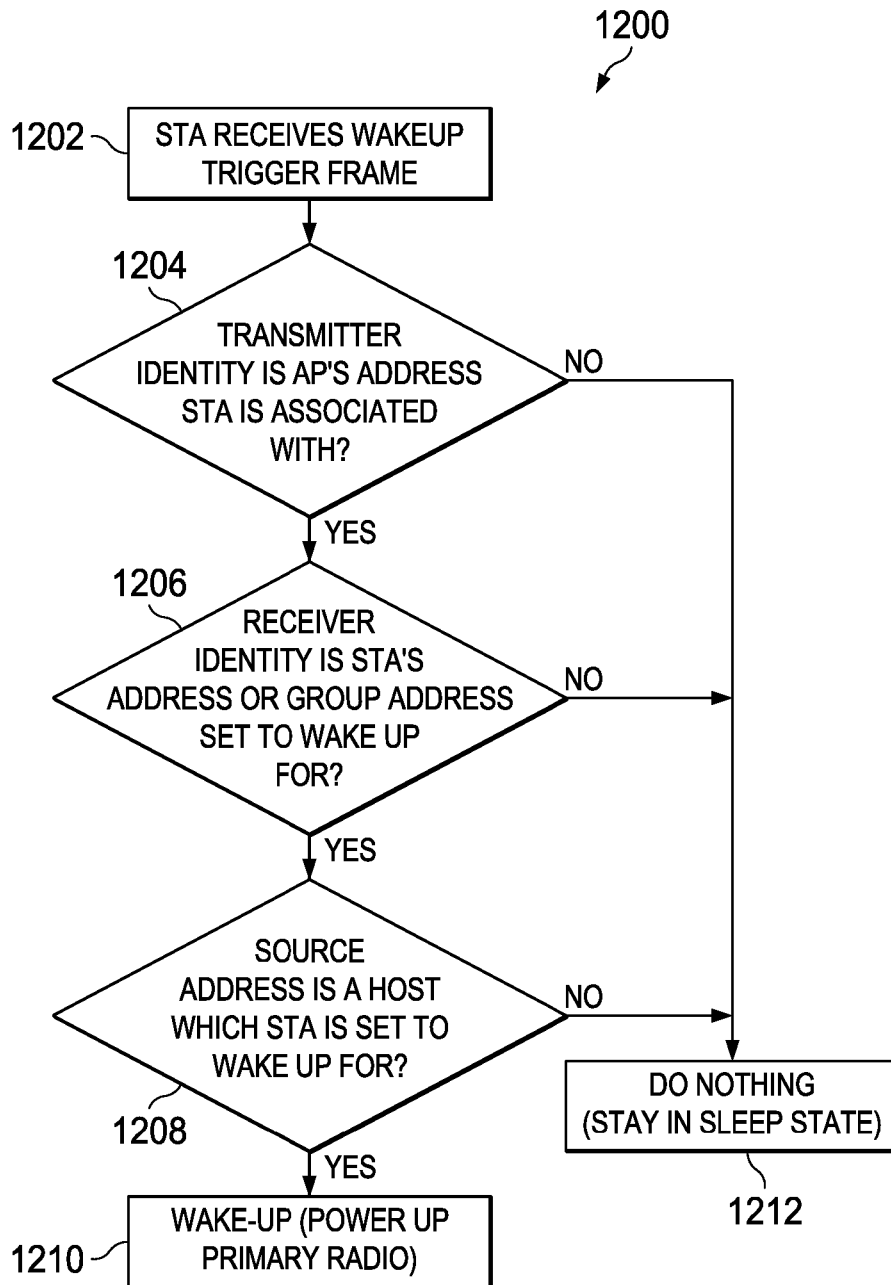 1200
1202
STA RECEIVES WAKEUP
TRIGGER FRAME
1204
TRANSMITTER
IDENTITY IS AP'S ADDRESS
STA IS ASSOCIATED
WITH?
NO
YES
1206
RECEIVER
IDENTITY IS STA'S
ADDRESS OR GROUP ADDRESS
SET TO WAKE UP
FOR?
NO
YES
SOURCE
ADDRESS IS A HOST
WHICH STA IS SET TO
WAKE UP FOR?
NO
1208
YES
DO NOTHING
(STAY IN SLEEP STATE)
1212
WAKE-UP (POWER UP
PRIMARY RADIO)
1210